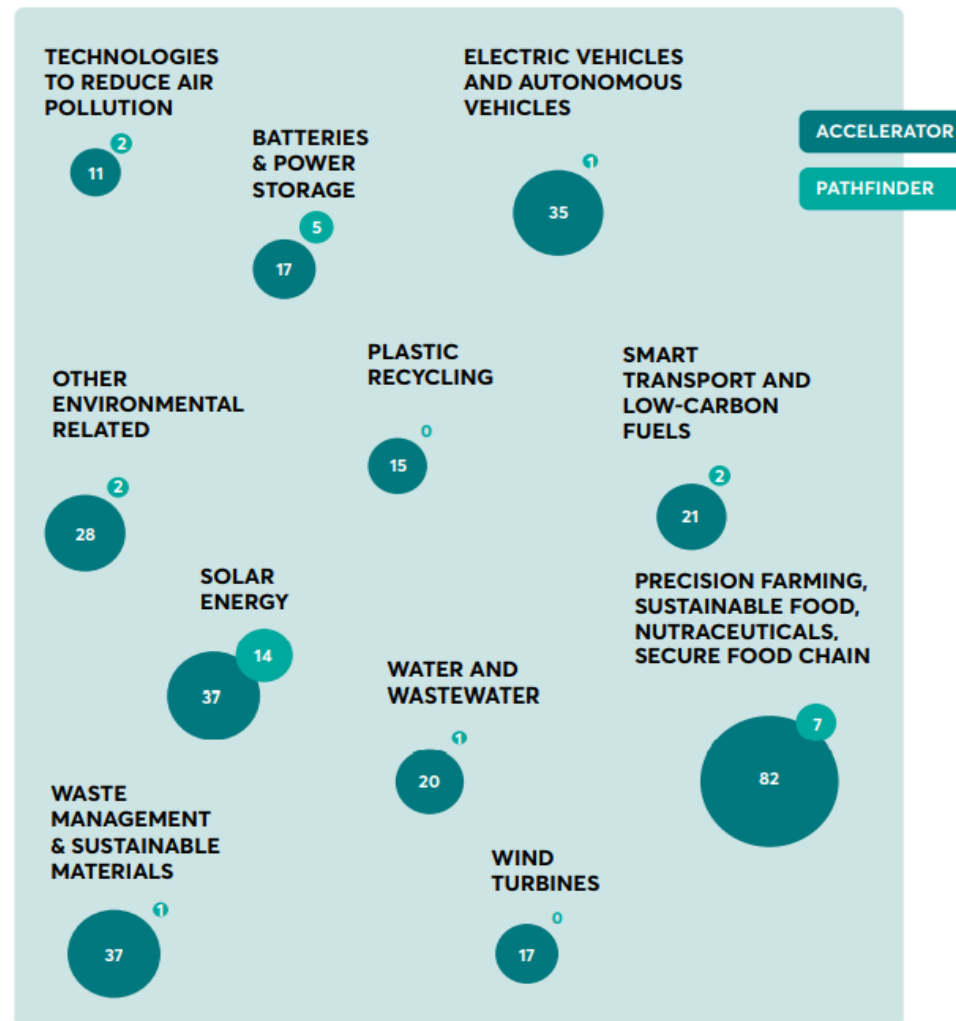 TECHNOLOGIES
TO REDUCE AIR
POLLUTION
2
11
BATTERIES
& POWER
STORAGE
5
17
ELECTRIC VEHICLES
AND AUTONOMOUS
VEHICLES
1
35
ACCELERATOR
PATHFINDER
OTHER
ENVIRONMENTAL
RELATED
2
28
PLASTIC
RECYCLING
0
15
SMART
TRANSPORT AND
LOW-CARBON
FUELS
2
21
SOLAR
ENERGY
14
37
WATER AND
WASTEWATER
1
20
PRECISION FARMING,
SUSTAINABLE FOOD,
NUTRACEUTICALS,
SECURE FOOD CHAIN
7
82
WASTE
MANAGEMENT
& SUSTAINABLE
MATERIALS
1
37
WIND
TURBINES
0
17